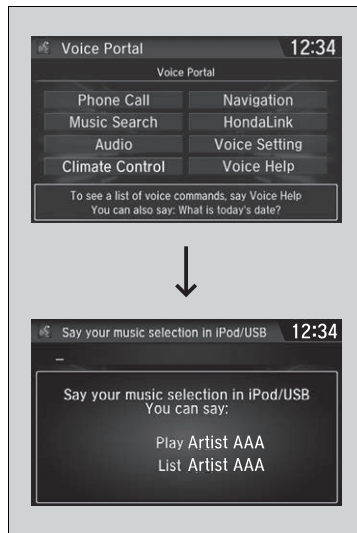 Voice Portal 12:34
Voice Portal
Phone Call Navigation
Music Search HondaLink
Audio Voice Setting
Climate Control Voice Help
To see a list of voice commands, say Voice Help
You can also say: What is today's date?
Say your music selection in iPod/USB 12:34
–
Say your music selection in iPod/USB
You can say:
Play Artist AAA
List Artist AAA